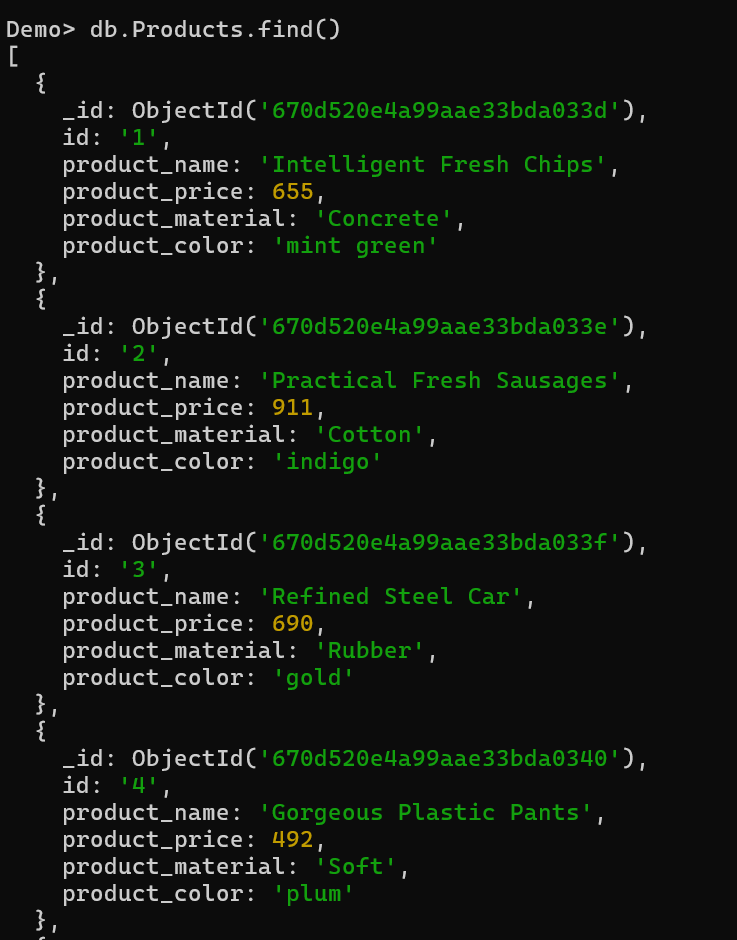 Demo> db.Products.find()
[
  {
    _id: ObjectId('670d520e4a99aae33bda033d'),
    id: '1',
    product_name: 'Intelligent Fresh Chips',
    product_price: 655,
    product_material: 'Concrete',
    product_color: 'mint green'
  },
  {
    _id: ObjectId('670d520e4a99aae33bda033e'),
    id: '2',
    product_name: 'Practical Fresh Sausages',
    product_price: 911,
    product_material: 'Cotton',
    product_color: 'indigo'
  },
  {
    _id: ObjectId('670d520e4a99aae33bda033f'),
    id: '3',
    product_name: 'Refined Steel Car',
    product_price: 690,
    product_material: 'Rubber',
    product_color: 'gold'
  },
  {
    _id: ObjectId('670d520e4a99aae33bda0340'),
    id: '4',
    product_name: 'Gorgeous Plastic Pants',
    product_price: 492,
    product_material: 'Soft',
    product_color: 'plum'
  },
  {